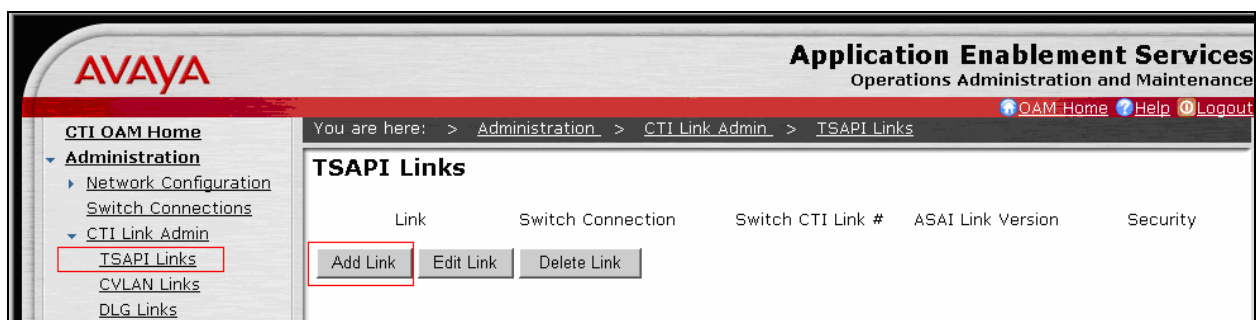 AVAYA
Application Enablement Services
Operations Administration and Maintenance
OAM Home ? Help Logout
CTI OAM Home
Administration
Network Configuration
Switch Connections
CTI Link Admin
TSAPI Links
CVLAN Links
DLG Links
You are here: > Administration > CTI Link Admin > TSAPI Links
TSAPI Links
Link Switch Connection Switch CTI Link # ASAI Link Version Security
Add Link Edit Link Delete Link